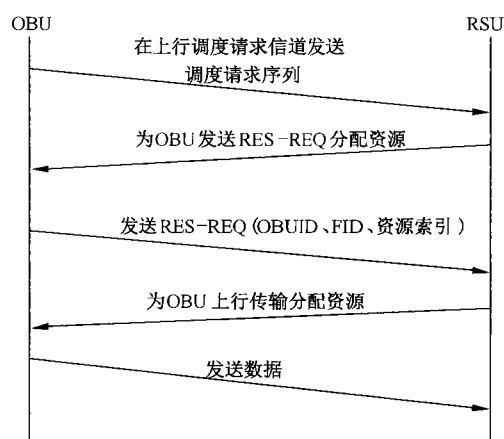 OBU
RSU
在上行调度请求信道发送
调度请求序列
为OBU发送RES-REQ分配资源
发送RES-REQ(OBUID、FID、资源索引)
为OBU上行传输分配资源
发送数据